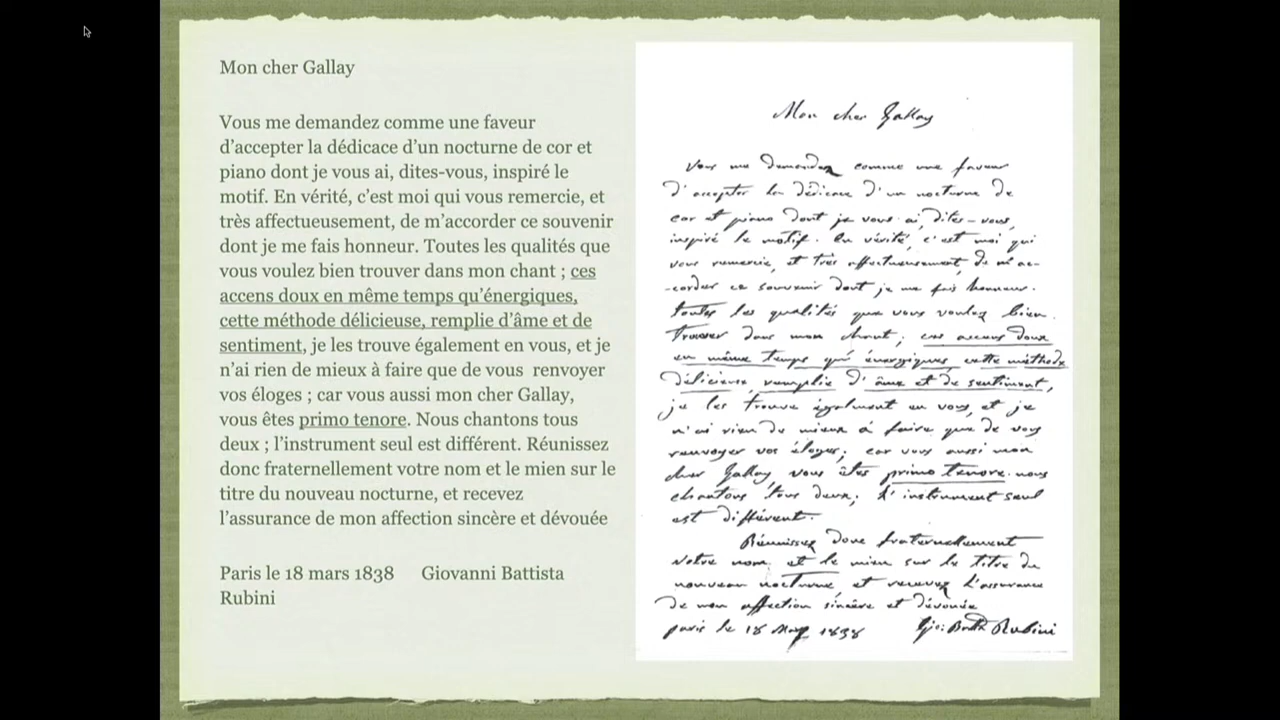 Mon cher Gallay
Vous me demandez comme une faveur
d’accepter la dédicace d’un nocturne de cor et
piano dont je vous ai, dites-vous, inspiré le
motif. En vérité, c’est moi qui vous remercie, et
très affectueusement, de m’accorder ce souvenir
dont je me fais honneur. Toutes les qualités que
vous voulez bien trouver dans mon chant ; ces
accens doux en même temps qu’énergiques,
cette méthode délicieuse, remplie d’âme et de
sentiment, je les trouve également en vous, et je
n’ai rien de mieux à faire que de vous renvoyer
vos éloges ; car vous aussi mon cher Gallay,
vous êtes primo tenore. Nous chantons tous
deux ; l’instrument seul est différent. Réunissez
donc fraternellement votre nom et le mien sur le
titre du nouveau nocturne, et recevez
l’assurance de mon affection sincère et dévouée
Paris le 18 mars 1838 Giovanni Battista
Rubini
Mon cher Gallay
Vous me demandez comme une faveur
d'accepter la dédicace d'un nocturne de
cor et piano dont je vous ai, dites-vous,
inspiré le motif. En vérité, c'est moi qui
vous remercie, et très affectueusement, de m'ac-
-corder ce souvenir dont je me fais honneur.
toutes les qualités que vous voulez bien
trouver dans mon chant; ces accens doux
en même temps qu'énergiques cette méthode
délicieuse, remplie d'âme et de sentiment,
je les trouve également en vous, et je
n'ai rien de mieux à faire que de vous
renvoyer vos éloges; car vous aussi mon
cher Gallay, vous êtes primo tenore. nous
chantons tous deux; l'instrument seul
est différent.
Réunissez donc fraternellement
votre nom et le mien sur le titre du
nouveau nocturne et recevez l'assurance
de mon affection sincère et dévouée
paris le 18 Mars 1838 Gio: Batta Rubini